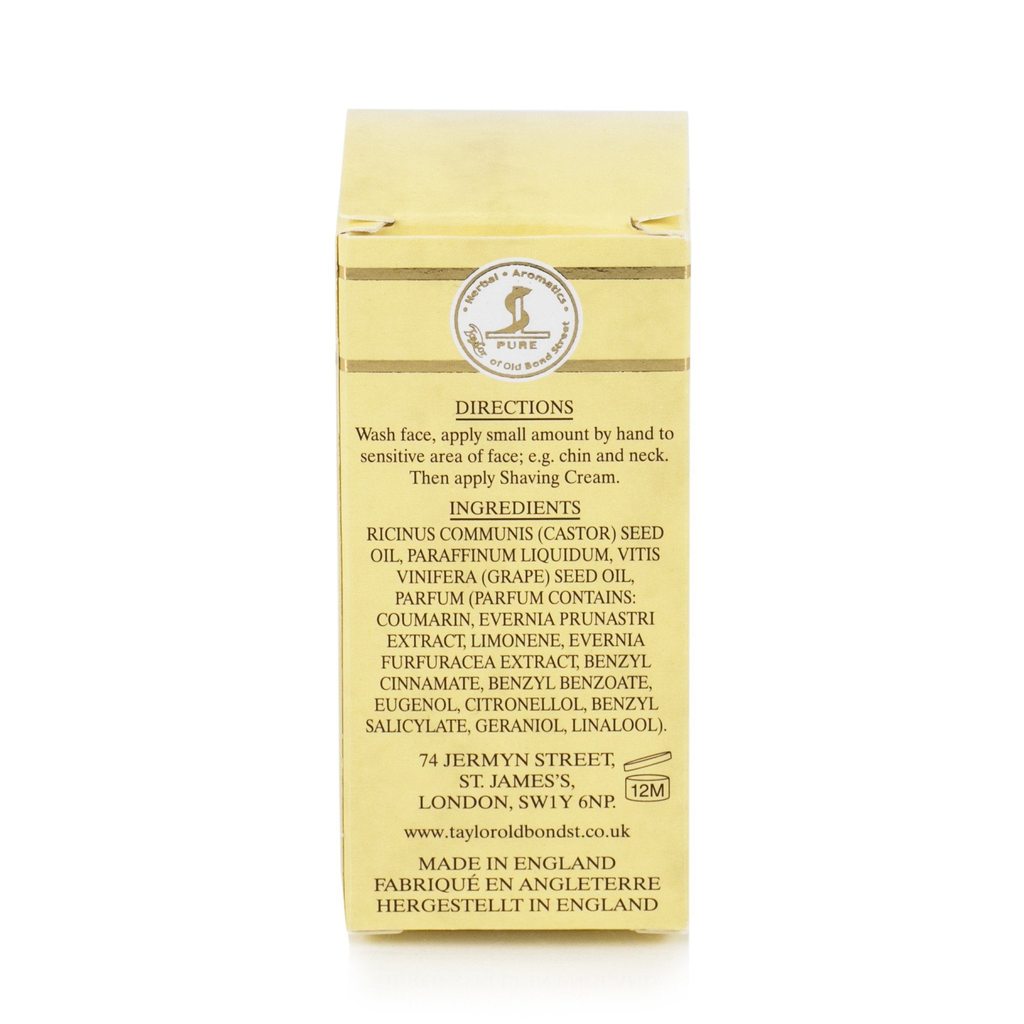 Herbal • Aromatics
PURE
Taylor of Old Bond Street
DIRECTIONS
Wash face, apply small amount by hand to
sensitive area of face; e.g. chin and neck.
Then apply Shaving Cream.
INGREDIENTS
RICINUS COMMUNIS (CASTOR) SEED
OIL, PARAFFINUM LIQUIDUM, VITIS
VINIFERA (GRAPE) SEED OIL,
PARFUM (PARFUM CONTAINS:
COUMARIN, EVERNIA PRUNASTRI
EXTRACT, LIMONENE, EVERNIA
FURFURACEA EXTRACT, BENZYL
CINNAMATE, BENZYL BENZOATE,
EUGENOL, CITRONELLOL, BENZYL
SALICYLATE, GERANIOL, LINALOOL).
74 JERMYN STREET,
ST. JAMES'S,
LONDON, SW1Y 6NP.
12M
www.tayloroldbondst.co.uk
MADE IN ENGLAND
FABRIQUÉ EN ANGLETERRE
HERGESTELLT IN ENGLAND